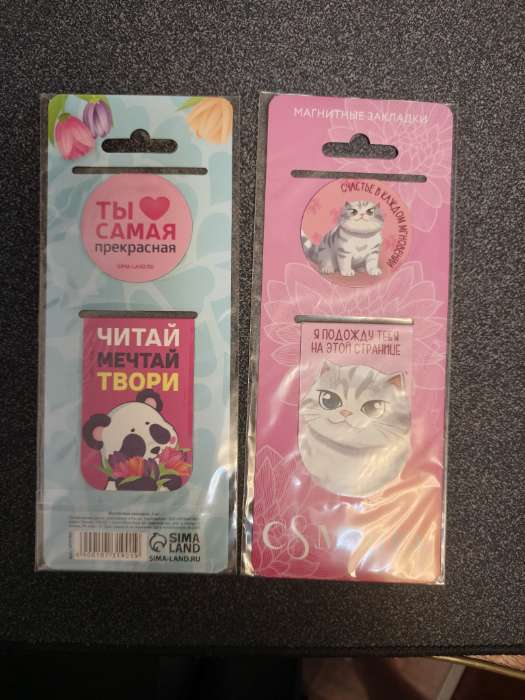 ТЫ
САМАЯ
прекрасная
SIMA-LAND.RU
ЧИТАЙ
МЕЧТАЙ
ТВОРИ
SIMA
LAND
SIMA-LAND.RU
МАГНИТНЫЕ ЗАКЛАДКИ
СЧАСТЬЕ В КАЖДОМ МГНОВЕНИИ
Я ПОДОЖДУ ТЕБЯ
НА ЭТОЙ СТРАНИЦЕ